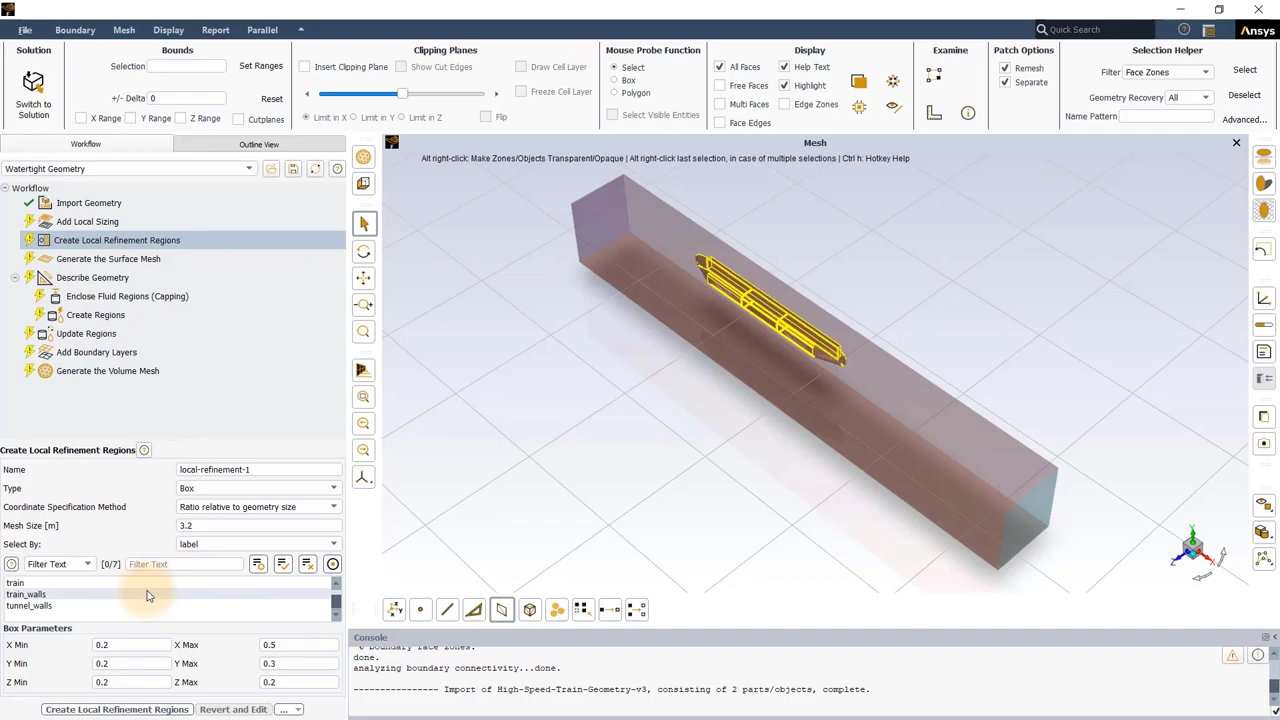 File Boundary Mesh Display Report Parallel Quick Search Ansys
Solution Bounds Clipping Planes Mouse Probe Function Display Examine Patch Options Selection Helper
Selection Set Ranges Insert Clipping Plane Show Cut Edges Draw Cell Layer Select All Faces Help Text Remesh Filter Face Zones Select
Box Free Faces Highlight Separate
Switch to Solution +/- Delta 0 Reset Freeze Cell Layer Polygon Multi Faces Edge Zones Geometry Recovery All Deselect
X Range Y Range Z Range Cutplanes Limit in X Limit in Y Limit in Z Flip Select Visible Entities Face Edges Name Pattern Advanced...
Workflow Outline View
Mesh
Alt right-click: Make Zones/Objects Transparent/Opaque | Alt right-click last selection, in case of multiple selections | Ctrl h: Hotkey Help
Watertight Geometry
Workflow
Import Geometry
Add Local Sizing
Create Local Refinement Regions
Generate the Surface Mesh
Describe Geometry
Enclose Fluid Regions (Capping)
Create Regions
Update Regions
Add Boundary Layers
Generate the Volume Mesh
Create Local Refinement Regions
Name local-refinement-1
Type Box
Coordinate Specification Method Ratio relative to geometry size
Mesh Size [m] 3.2
Select By: label
Filter Text [0/7] Filter Text
train
train_walls
tunnel_walls
Box Parameters
X Min 0.2 X Max 0.5
Y Min 0.2 Y Max 0.3
Z Min 0.2 Z Max 0.2
Create Local Refinement Regions Revert and Edit ...
Y
Z X
Console
6 boundary face zones.
done.
analyzing boundary connectivity...done.
---------------- Import of High-Speed-Train-Geometry-v3, consisting of 2 parts/objects, complete.